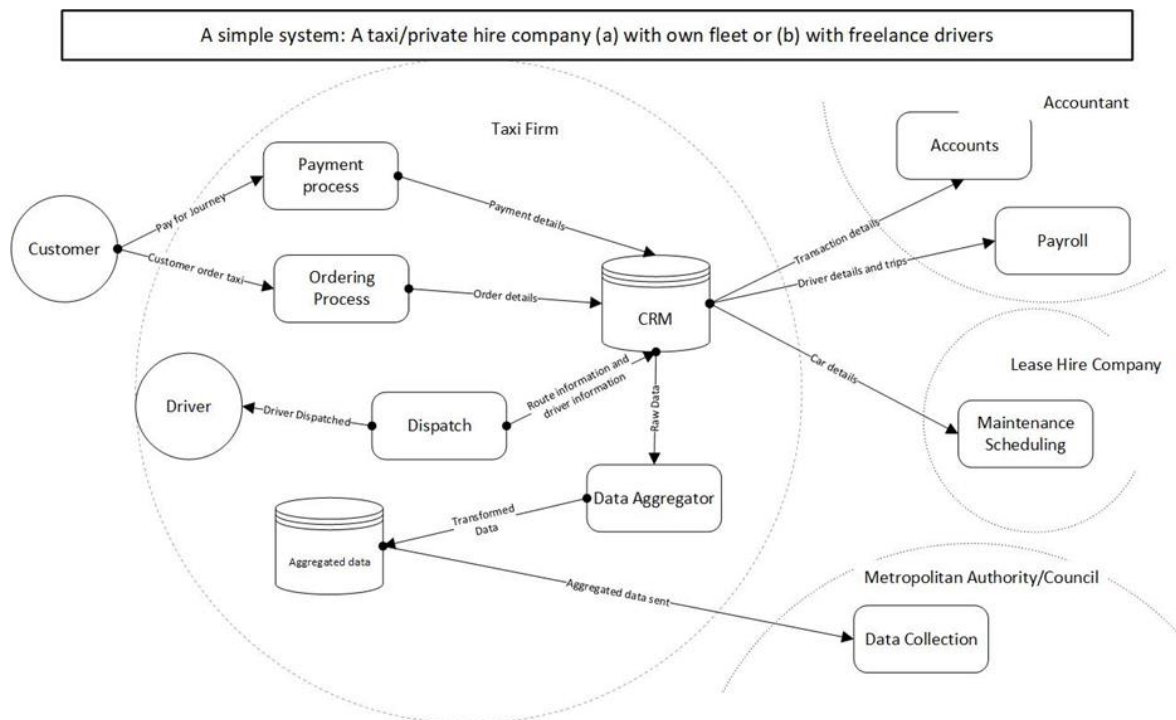 A simple system: A taxi/private hire company (a) with own fleet or (b) with freelance drivers
Taxi Firm
Accountant
Payment
process
Accounts
Pay for Journey
Payment details
Customer
Customer order taxi
Ordering
Process
Order details
CRM
Transaction details
Driver details and trips
Payroll
Car details
Lease Hire Company
Driver
Driver Dispatched
Dispatch
Route information and
driver information
Raw Data
Maintenance
Scheduling
Data Aggregator
Transformed
Data
Aggregated data
Aggregated data sent
Metropolitan Authority/Council
Data Collection